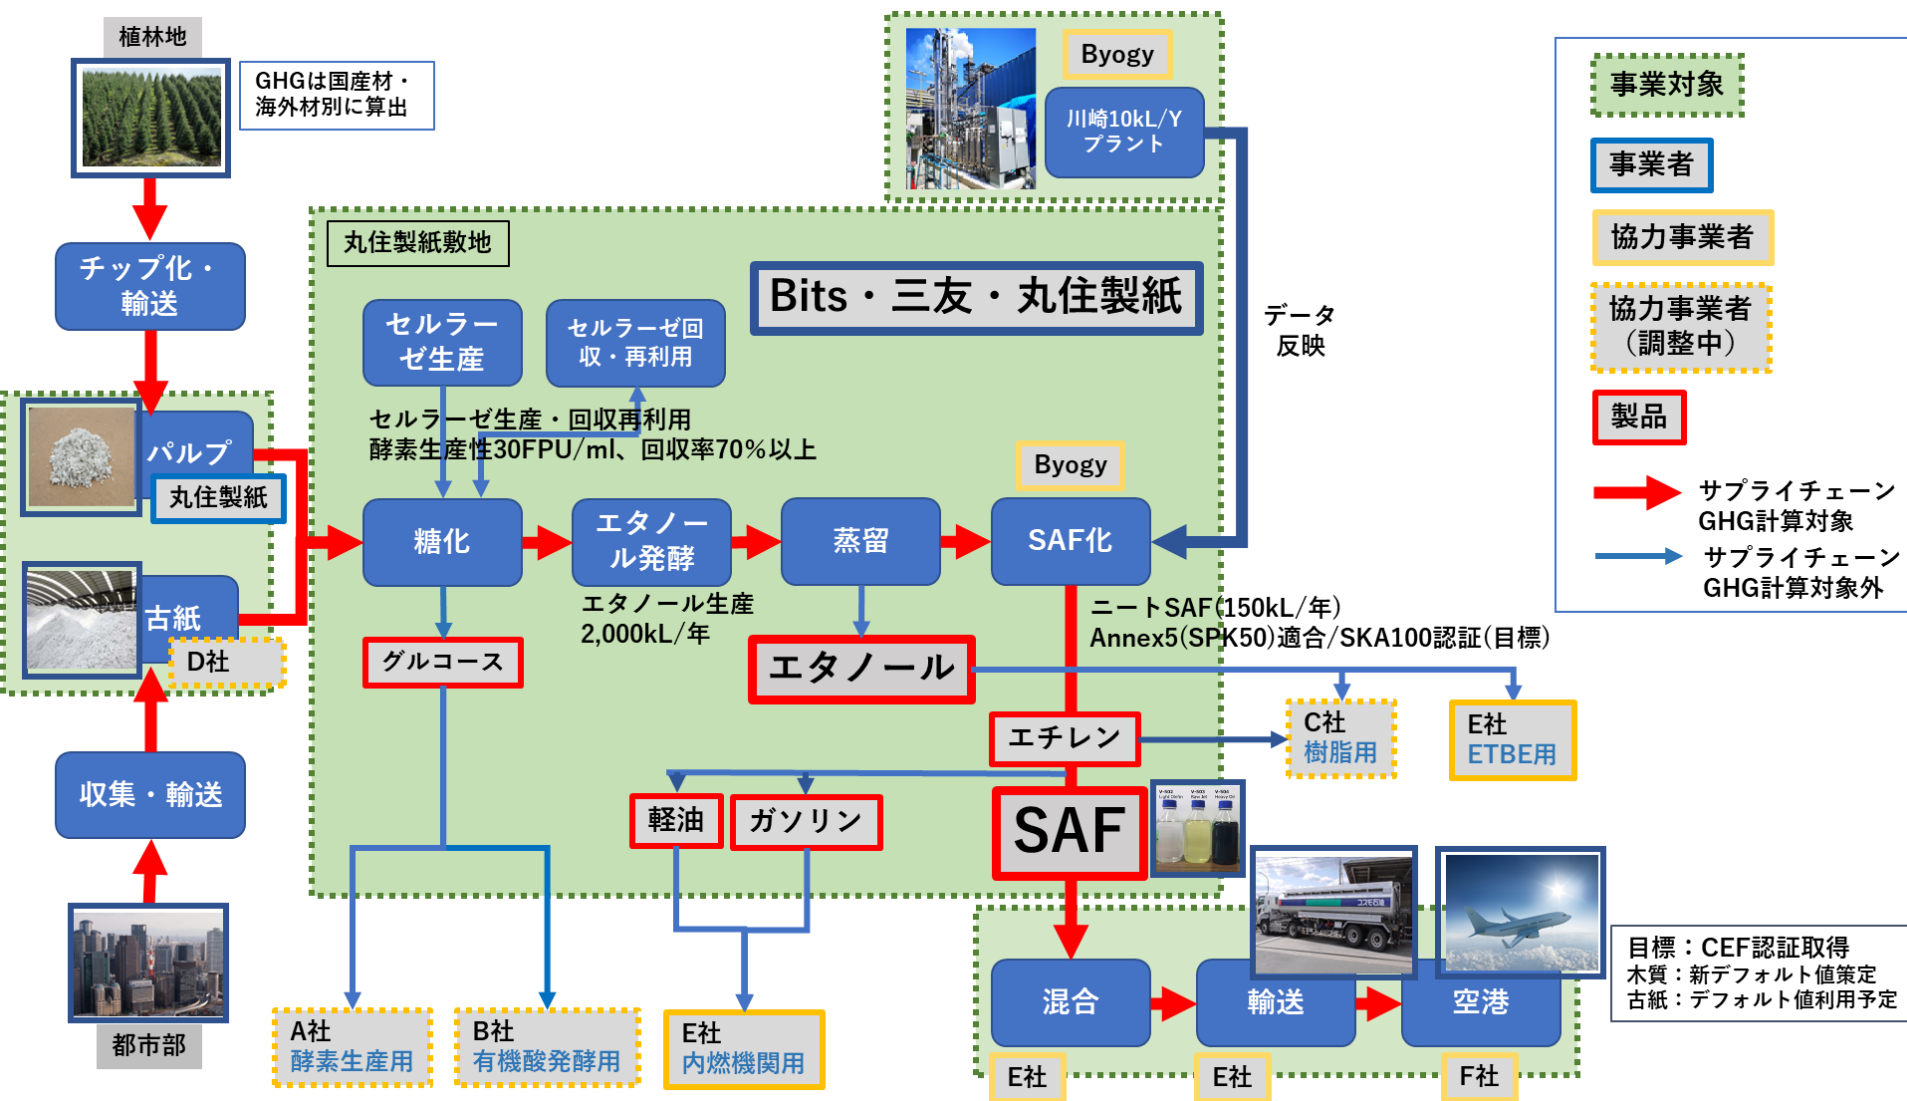 植林地
GHGは国産材・
海外材別に算出
チップ化・
輸送
パルプ
丸住製紙
古紙
D社
収集・輸送
都市部
Byogy
川崎10kL/Y
プラント
データ
反映
丸住製紙敷地
Bits・三友・丸住製紙
セルラー
ゼ生産
セルラーゼ回
収・再利用
セルラーゼ生産・回収再利用
酵素生産性30FPU/ml、回収率70%以上
Byogy
糖化
エタノー
ル発酵
蒸留
SAF化
エタノール生産
2,000kL/年
ニートSAF(150kL/年)
Annex5(SPK50)適合/SKA100認証(目標)
グルコース
エタノール
エチレン
軽油
ガソリン
SAF
V-502
Light Olefin
V-503
Raw Jet
V-504
Heavy Oil
C社
樹脂用
E社
ETBE用
A社
酵素生産用
B社
有機酸発酵用
E社
内燃機関用
コスモ石油
混合
輸送
空港
E社
E社
F社
目標：CEF認証取得
木質：新デフォルト値策定
古紙：デフォルト値利用予定
事業対象
事業者
協力事業者
協力事業者
（調整中）
製品
サプライチェーン
GHG計算対象
サプライチェーン
GHG計算対象外